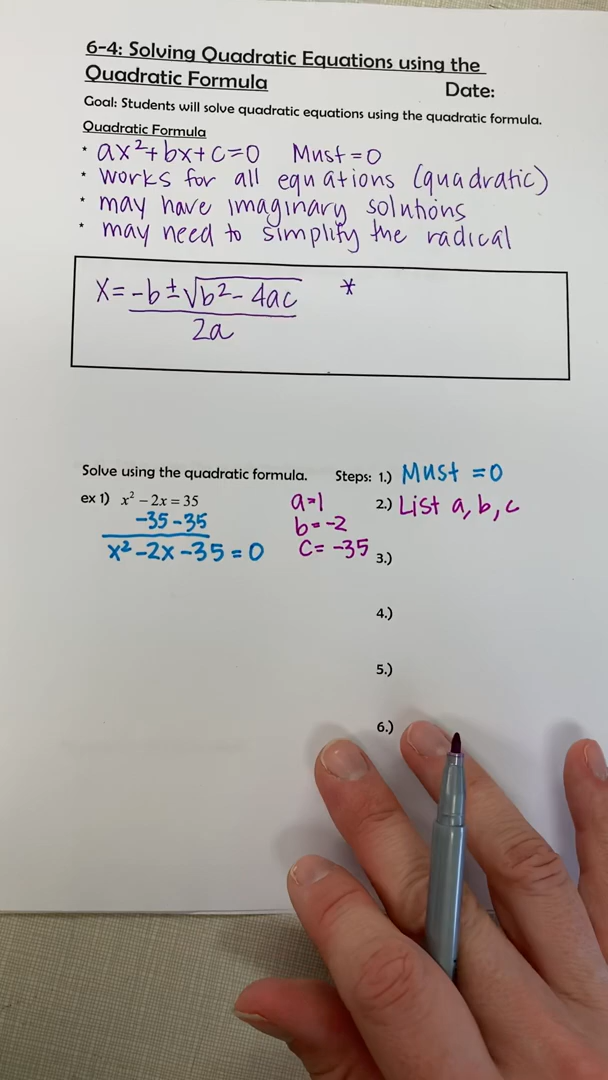 6-4: Solving Quadratic Equations using the
Quadratic Formula Date:
Goal: Students will solve quadratic equations using the quadratic formula.
Quadratic Formula
• ax²+bx+c=0 Must=0
• works for all equations (quadratic)
• may have imaginary solutions
• may need to simplify the radical
x = -b±√b²-4ac *
2a
Solve using the quadratic formula. Steps: 1.) Must =0
ex 1) x² – 2x = 35 a=1 2.) List a, b, c
-35 -35 b=-2
x²-2x-35=0 c= -35 3.)
4.)
5.)
6.)